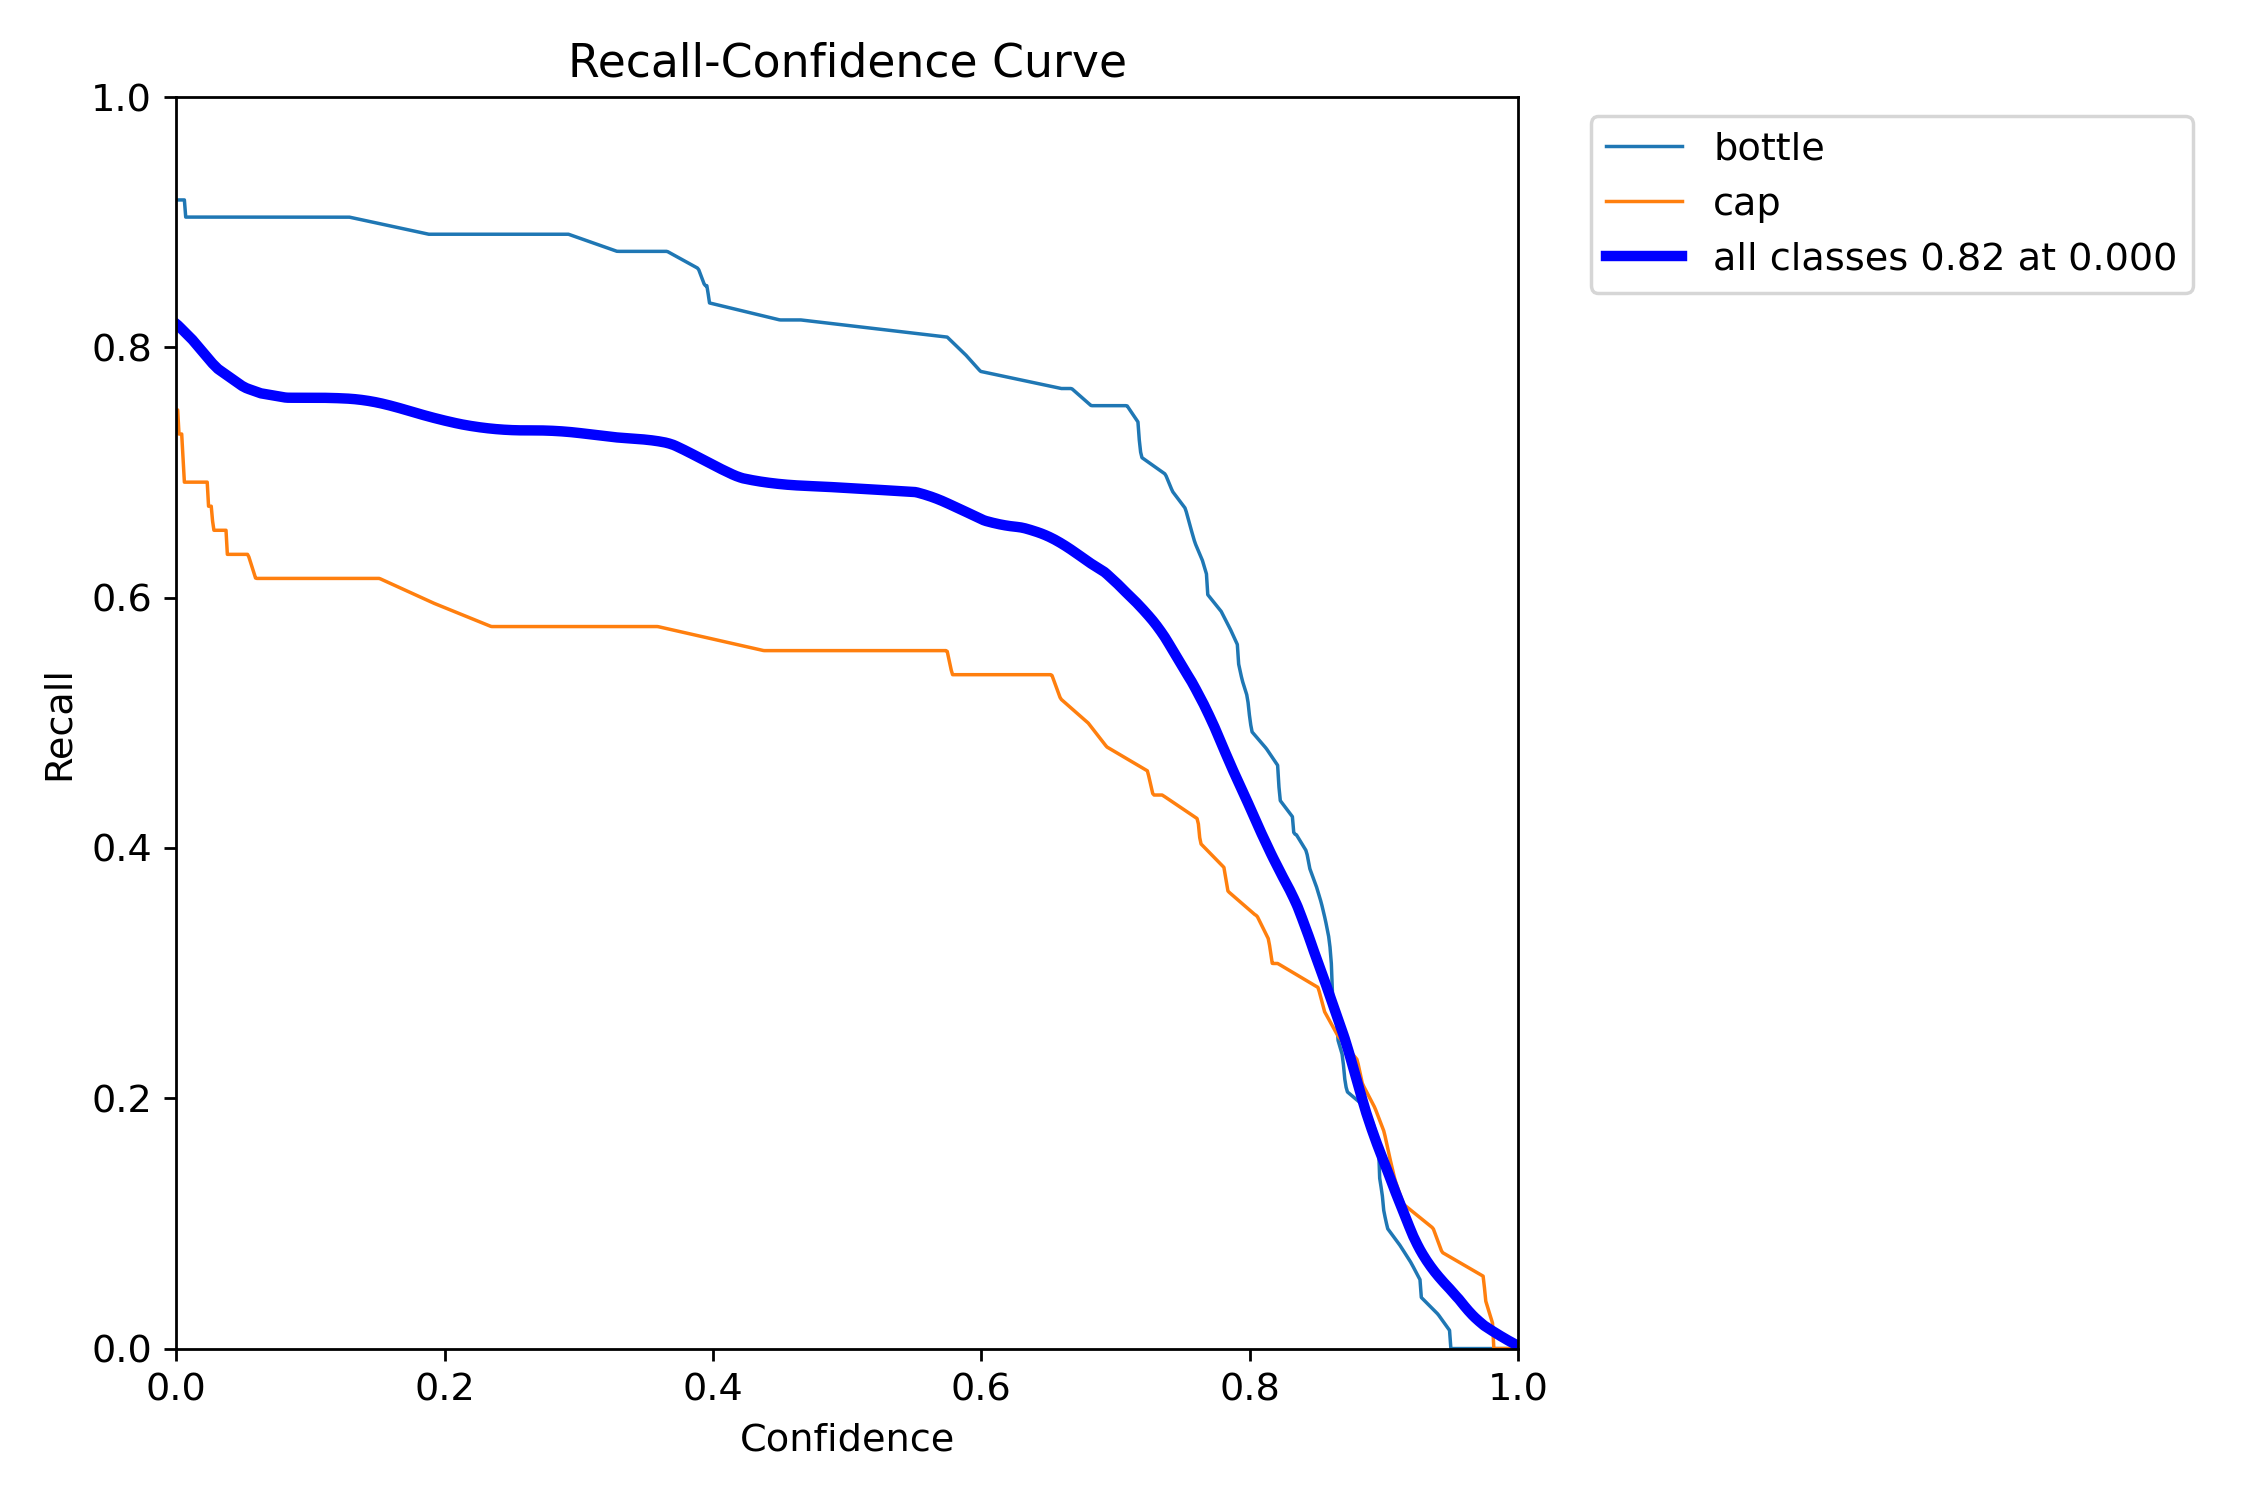 Recall-Confidence Curve
1.0
0.8
0.6
0.4
0.2
0.0
Recall
0.0 0.2 0.4 0.6 0.8 1.0
Confidence
bottle
cap
all classes 0.82 at 0.000